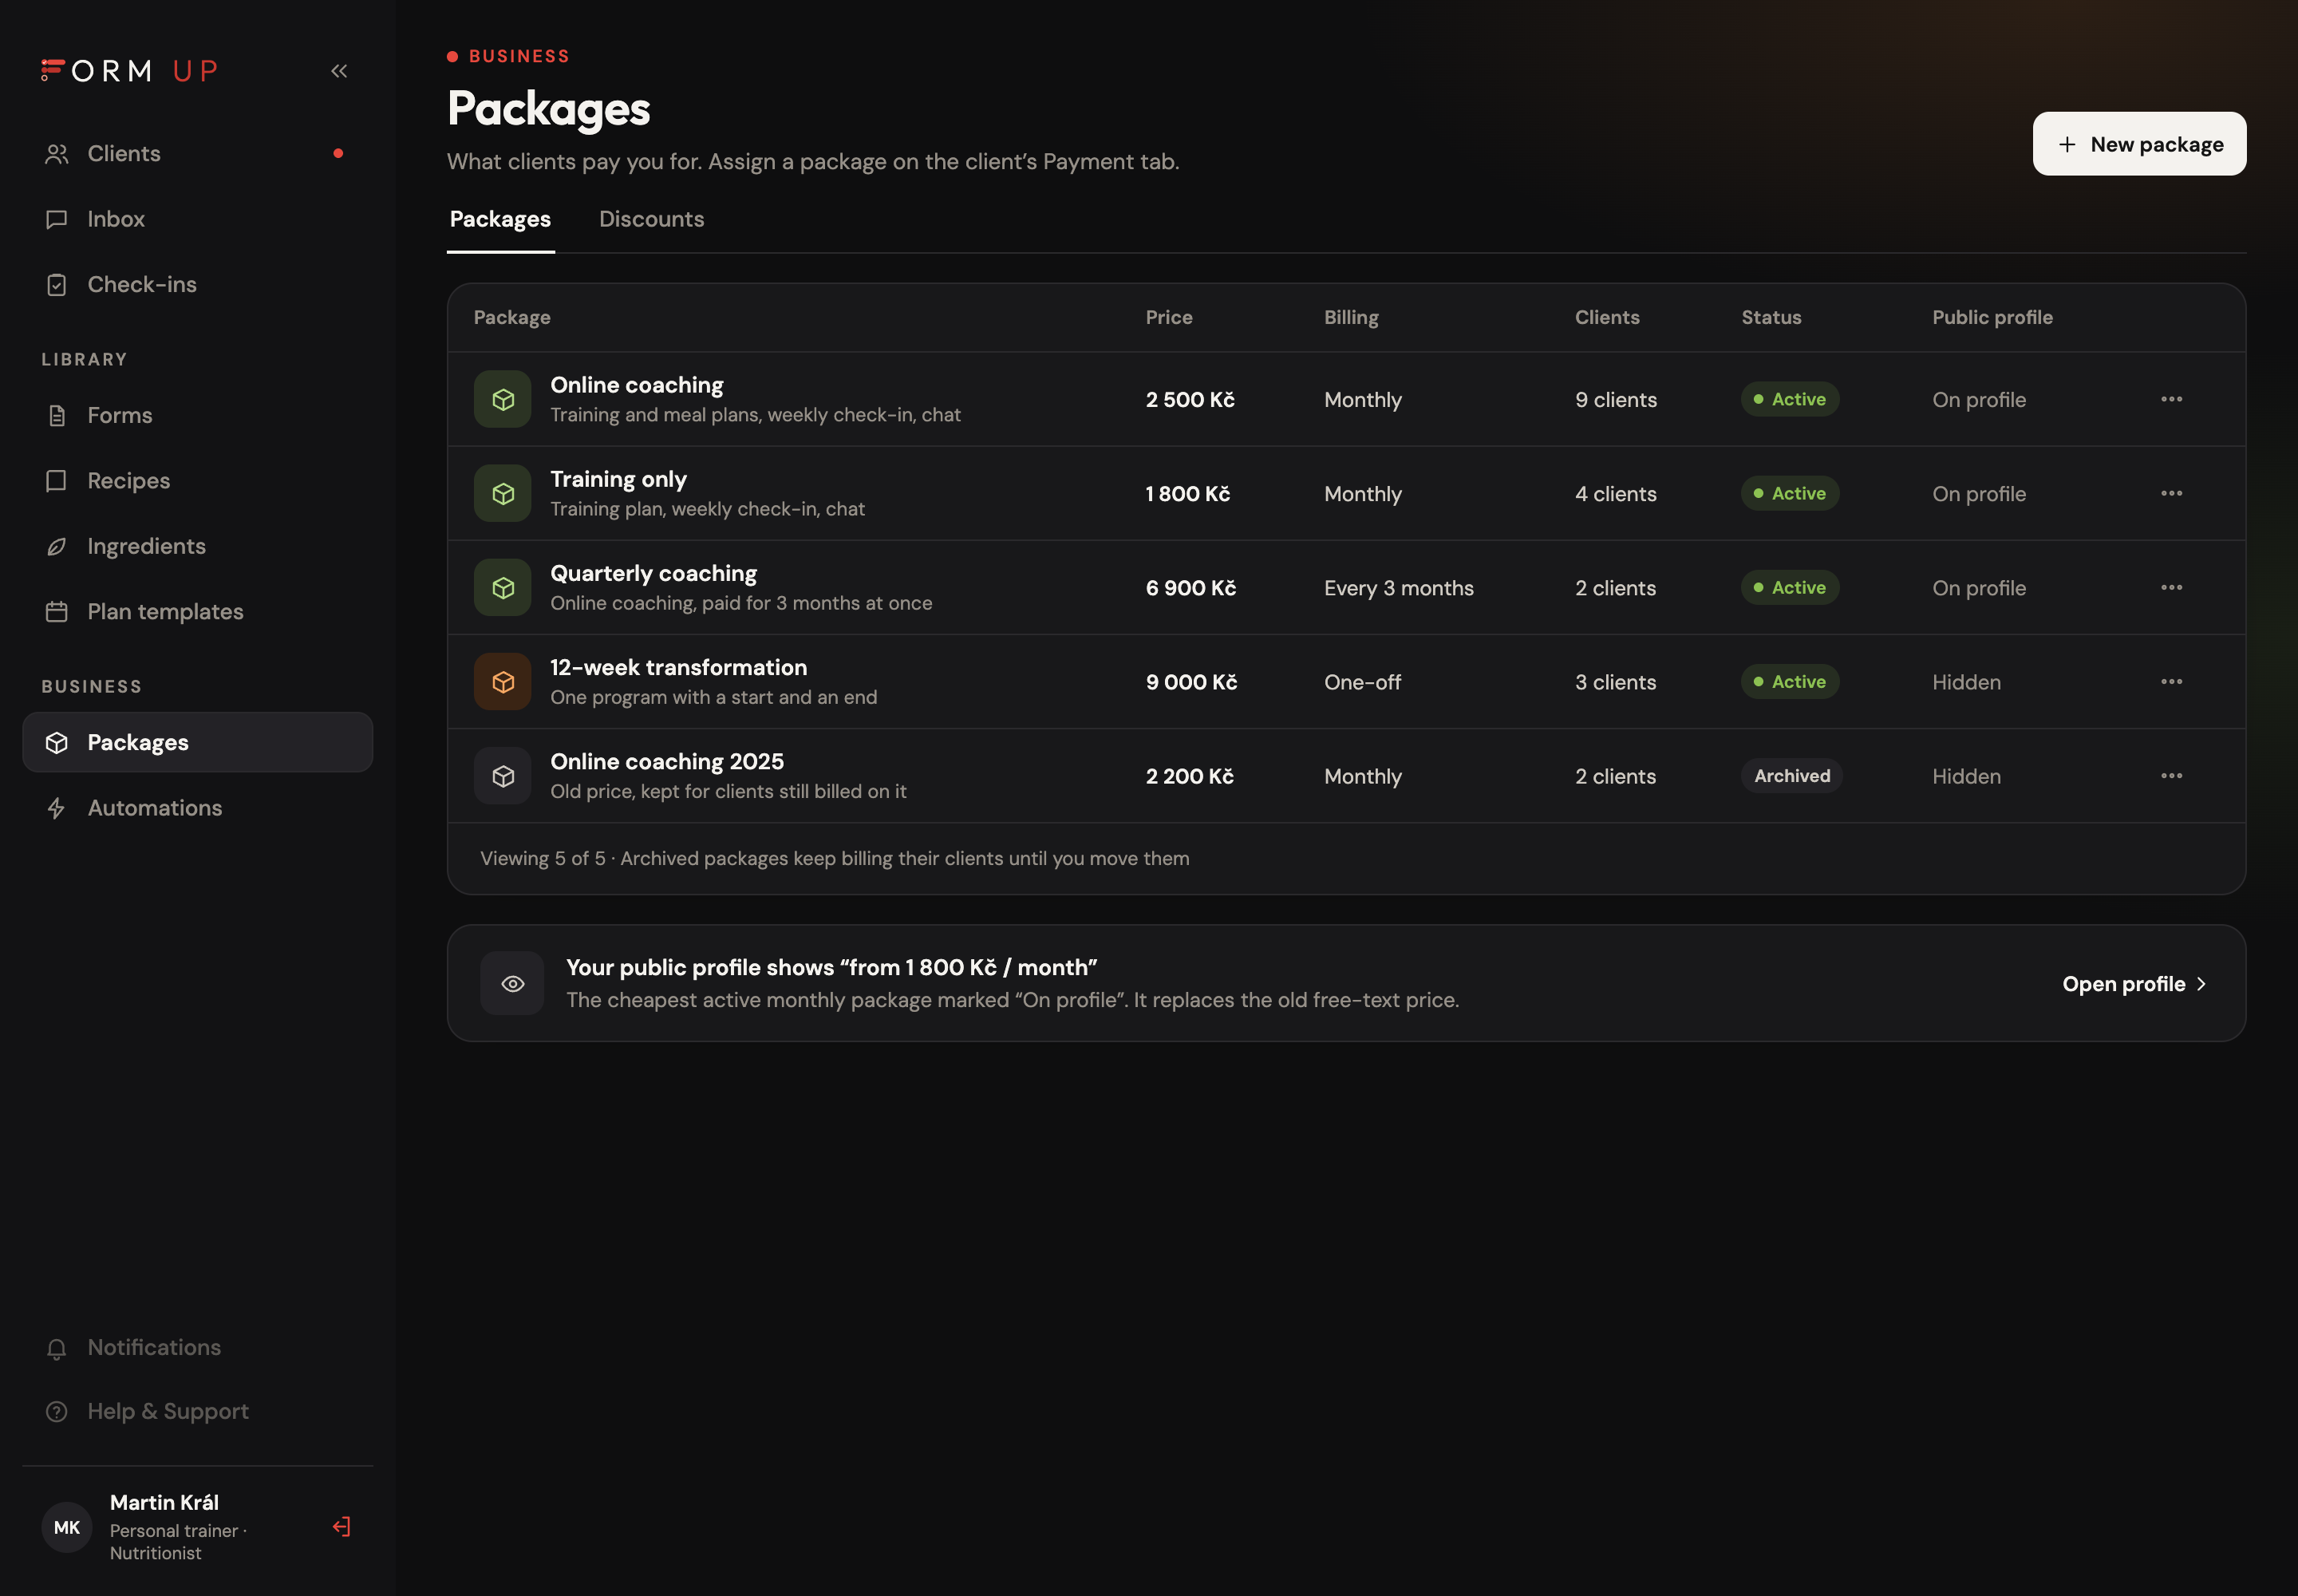 FORM UP
Clients
Inbox
Check-ins
LIBRARY
Forms
Recipes
Ingredients
Plan templates
BUSINESS
Packages
Automations
Notifications
Help & Support
MK
Martin Král
Personal trainer ·
Nutritionist
BUSINESS
Packages
What clients pay you for. Assign a package on the client’s Payment tab.
+ New package
Packages Discounts
Package Price Billing Clients Status Public profile
Online coaching
Training and meal plans, weekly check-in, chat
2 500 Kč Monthly 9 clients Active On profile
Training only
Training plan, weekly check-in, chat
1 800 Kč Monthly 4 clients Active On profile
Quarterly coaching
Online coaching, paid for 3 months at once
6 900 Kč Every 3 months 2 clients Active On profile
12-week transformation
One program with a start and an end
9 000 Kč One-off 3 clients Active Hidden
Online coaching 2025
Old price, kept for clients still billed on it
2 200 Kč Monthly 2 clients Archived Hidden
Viewing 5 of 5 · Archived packages keep billing their clients until you move them
Your public profile shows “from 1 800 Kč / month”
The cheapest active monthly package marked “On profile”. It replaces the old free-text price.
Open profile